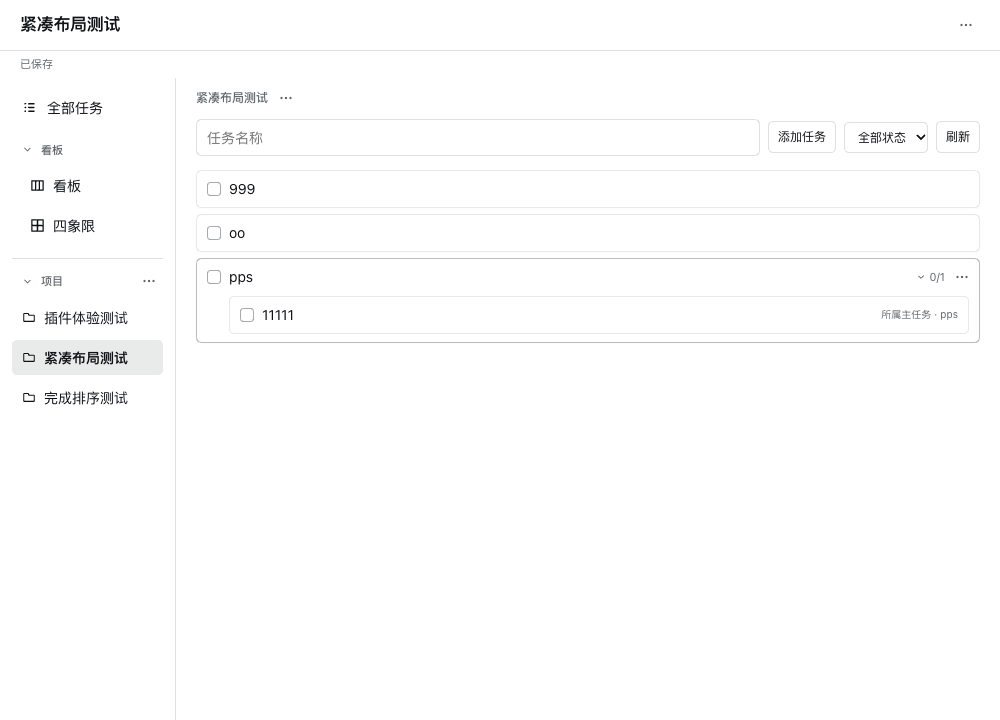 紧凑布局测试
已保存
全部任务
看板
看板
四象限
项目
插件体验测试
紧凑布局测试
完成排序测试
紧凑布局测试
任务名称 添加任务 全部状态 刷新
999
oo
pps 0/1
11111 所属主任务 · pps